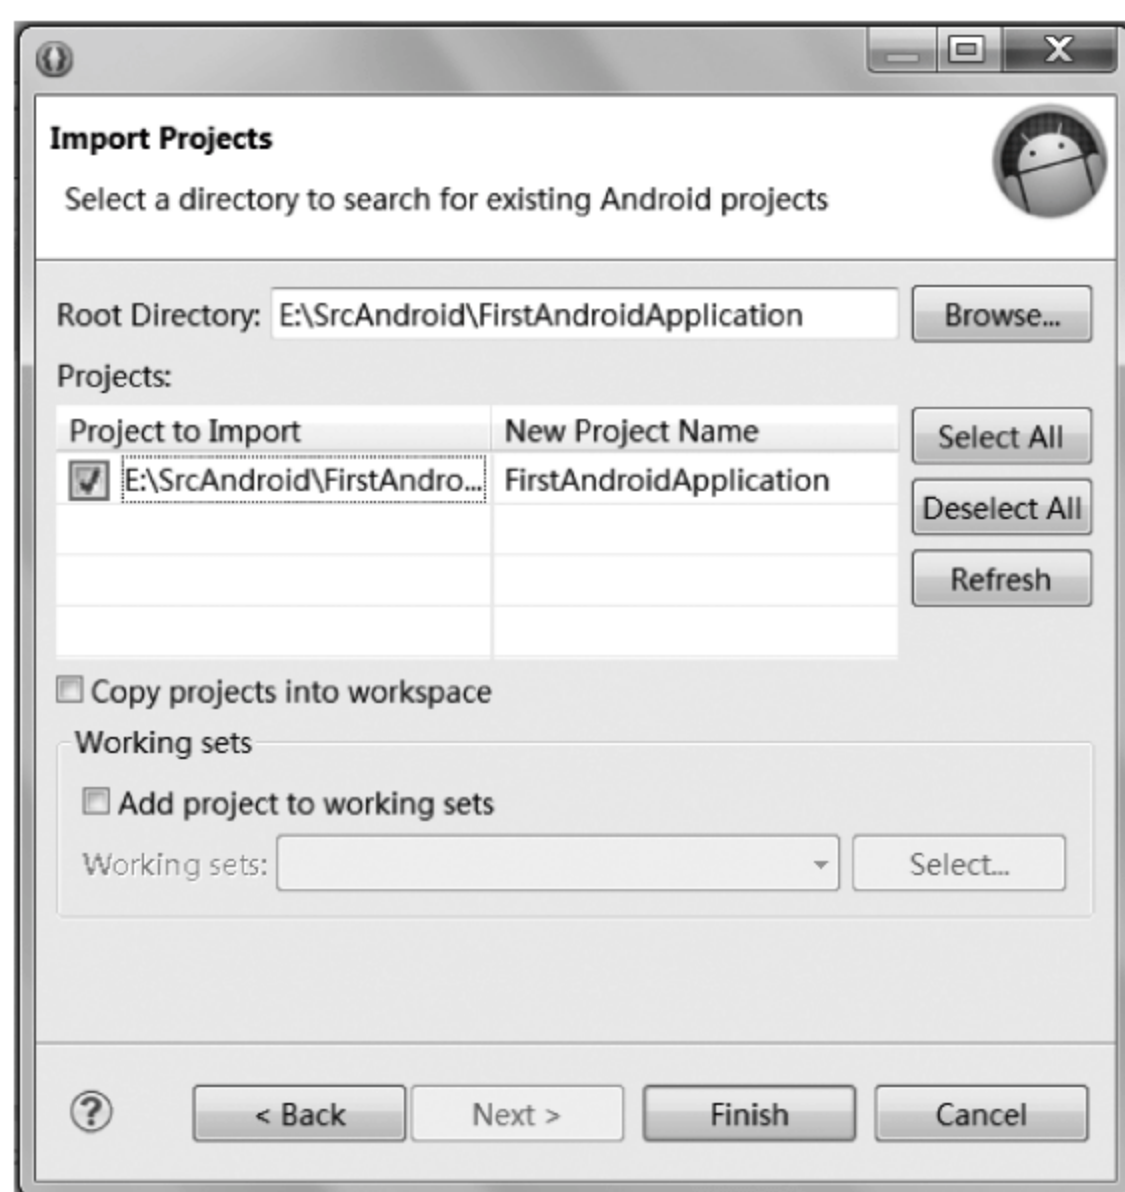 Import Projects
Select a directory to search for existing Android projects
Root Directory: E:\SrcAndroid\FirstAndroidApplication Browse...
Projects:
Project to Import New Project Name Select All
E:\SrcAndroid\FirstAndro... FirstAndroidApplication
Deselect All
Refresh
Copy projects into workspace
Working sets
Add project to working sets
Working sets: Select...
? < Back Next > Finish Cancel